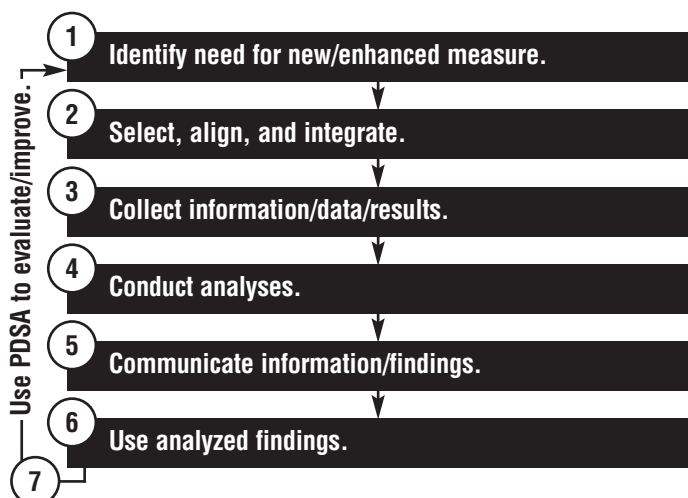 1
Identify need for new/enhanced measure.
2
Select, align, and integrate.
3
Collect information/data/results.
4
Conduct analyses.
5
Communicate information/findings.
6
Use analyzed findings.
7
Use PDSA to evaluate/improve.